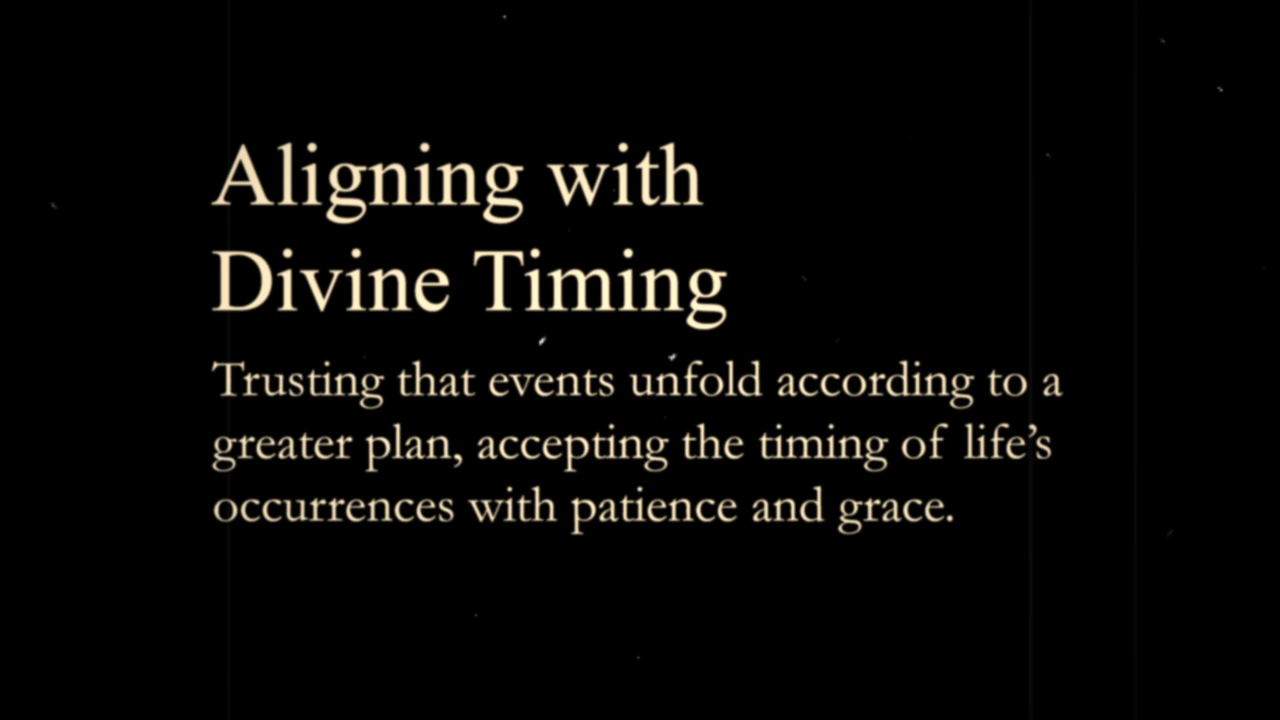 Aligning with
Divine Timing
Trusting that events unfold according to a
greater plan, accepting the timing of life’s
occurrences with patience and grace.